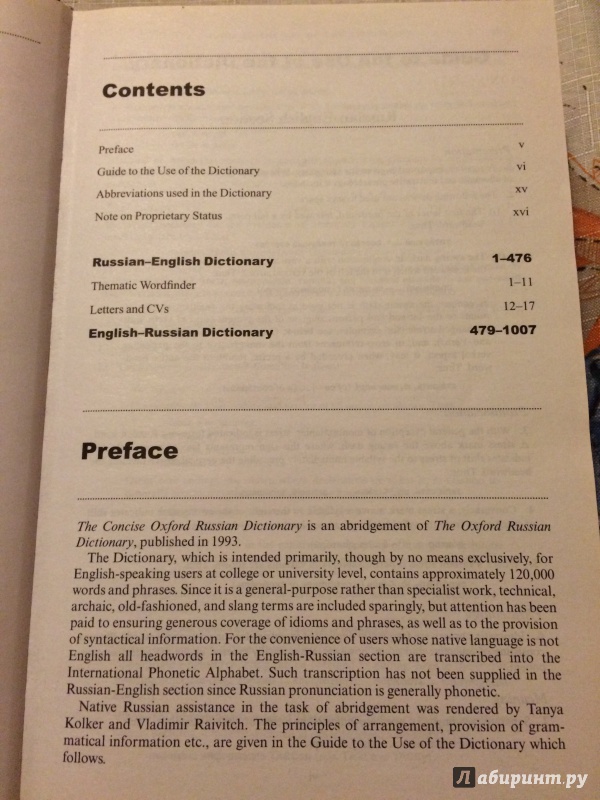 Contents
Preface v
Guide to the Use of the Dictionary vi
Abbreviations used in the Dictionary xv
Note on Proprietary Status xvi
Russian–English Dictionary 1–476
Thematic Wordfinder 1–11
Letters and CVs 12–17
English–Russian Dictionary 479–1007
Preface
The Concise Oxford Russian Dictionary is an abridgement of The Oxford Russian
Dictionary, published in 1993.
The Dictionary, which is intended primarily, though by no means exclusively, for
English-speaking users at college or university level, contains approximately 120,000
words and phrases. Since it is a general-purpose rather than specialist work, technical,
archaic, old-fashioned, and slang terms are included sparingly, but attention has been
paid to ensuring generous coverage of idioms and phrases, as well as to the provision
of syntactical information. For the convenience of users whose native language is not
English all headwords in the English-Russian section are transcribed into the
International Phonetic Alphabet. Such transcription has not been supplied in the
Russian-English section since Russian pronunciation is generally phonetic.
Native Russian assistance in the task of abridgement was rendered by Tanya
Kolker and Vladimir Raivitch. The principles of arrangement, provision of gram-
matical information etc., are given in the Guide to the Use of the Dictionary which
follows.
Лабиринт.ру